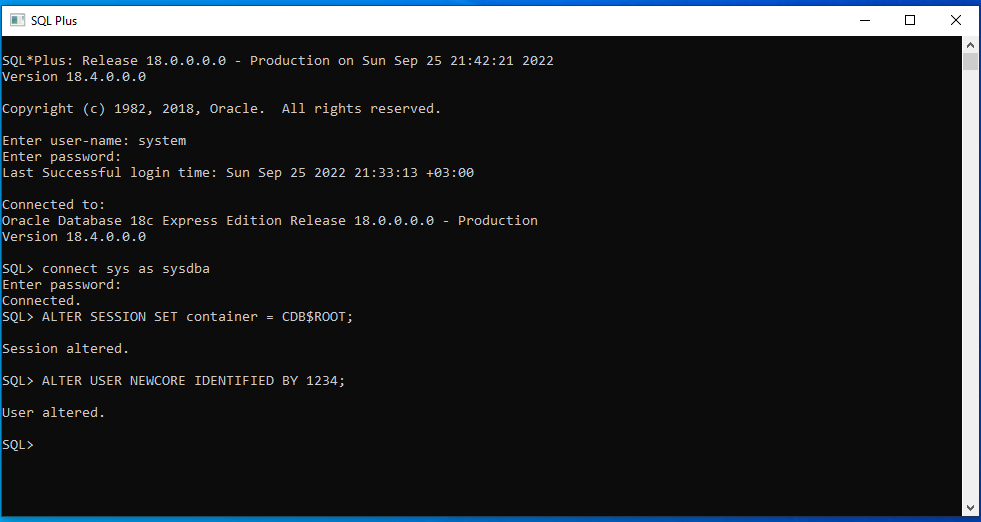 SQL Plus
SQL*Plus: Release 18.0.0.0.0 - Production on Sun Sep 25 21:42:21 2022
Version 18.4.0.0.0
Copyright (c) 1982, 2018, Oracle.  All rights reserved.
Enter user-name: system
Enter password:
Last Successful login time: Sun Sep 25 2022 21:33:13 +03:00
Connected to:
Oracle Database 18c Express Edition Release 18.0.0.0.0 - Production
Version 18.4.0.0.0
SQL> connect sys as sysdba
Enter password:
Connected.
SQL> ALTER SESSION SET container = CDB$ROOT;
Session altered.
SQL> ALTER USER NEWCORE IDENTIFIED BY 1234;
User altered.
SQL>